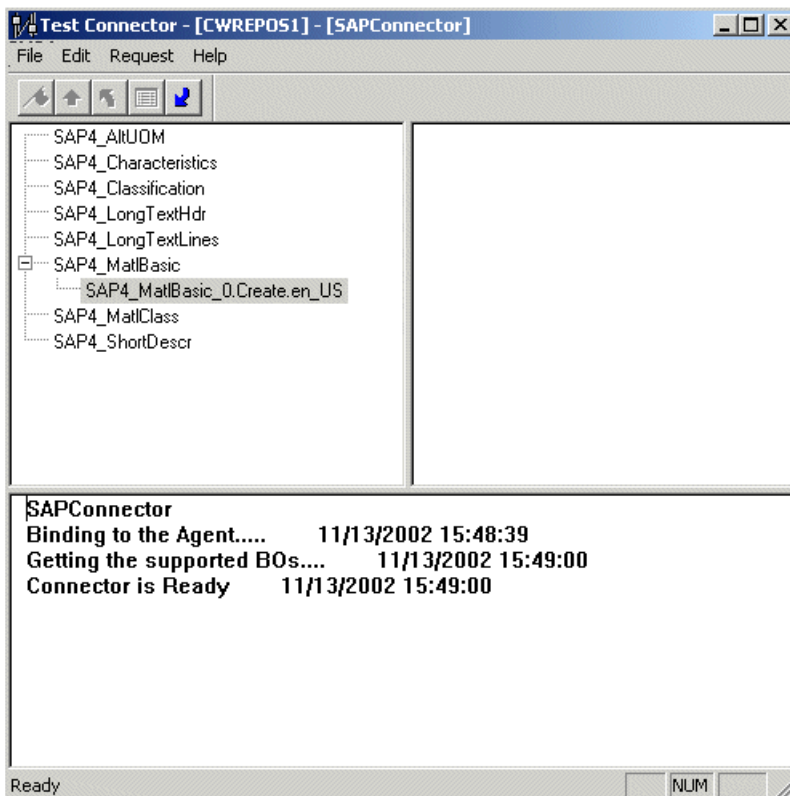 Test Connector - [CWREPOS1] - [SAPConnector]
File Edit Request Help
SAP4_AltUOM
SAP4_Characteristics
SAP4_Classification
SAP4_LongTextHdr
SAP4_LongTextLines
SAP4_MatlBasic
SAP4_MatlBasic_0.Create.en_US
SAP4_MatlClass
SAP4_ShortDescr
SAPConnector
Binding to the Agent..... 11/13/2002 15:48:39
Getting the supported BOs.... 11/13/2002 15:49:00
Connector is Ready 11/13/2002 15:49:00
Ready NUM